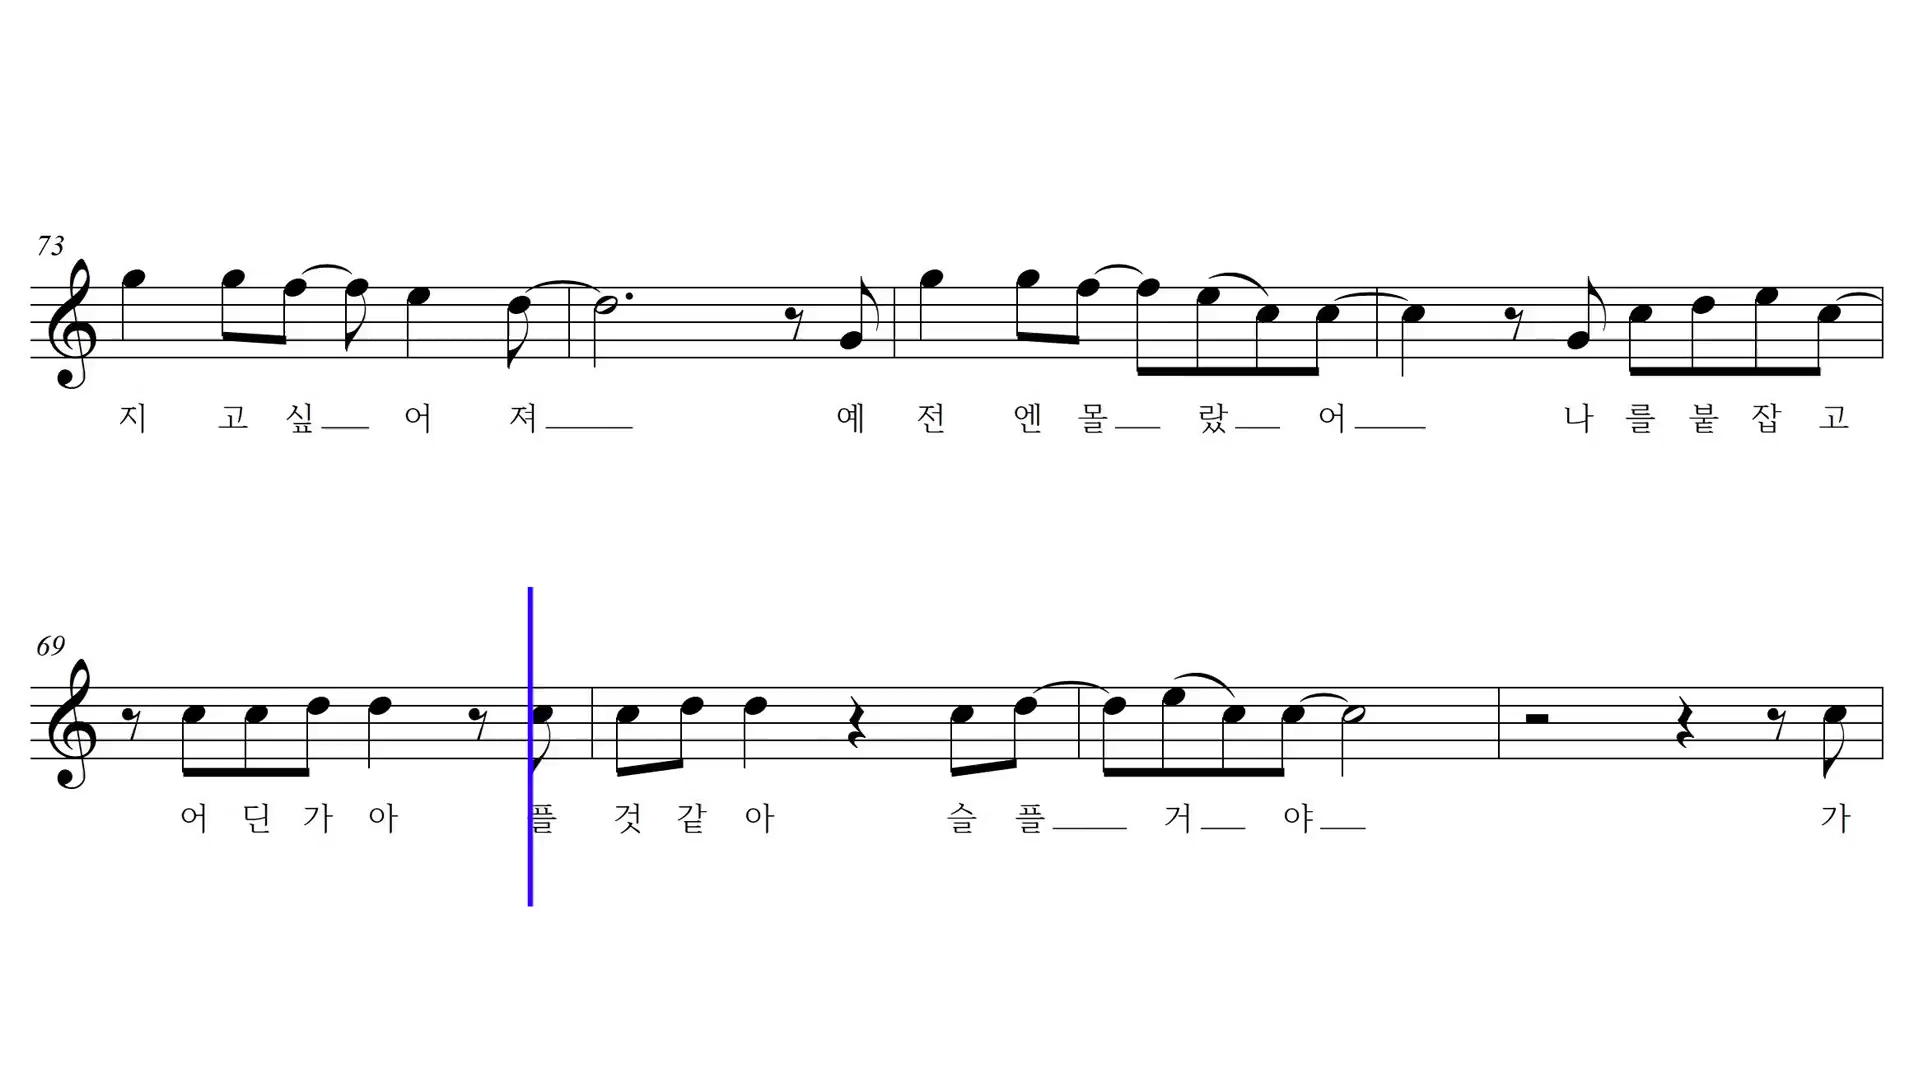 73
지 고 싶 어 져 예 전 엔 몰 랐 어 나 를 붙 잡 고
69
어 딘 가 아 플 것 같 아 슬 플 거 야 가